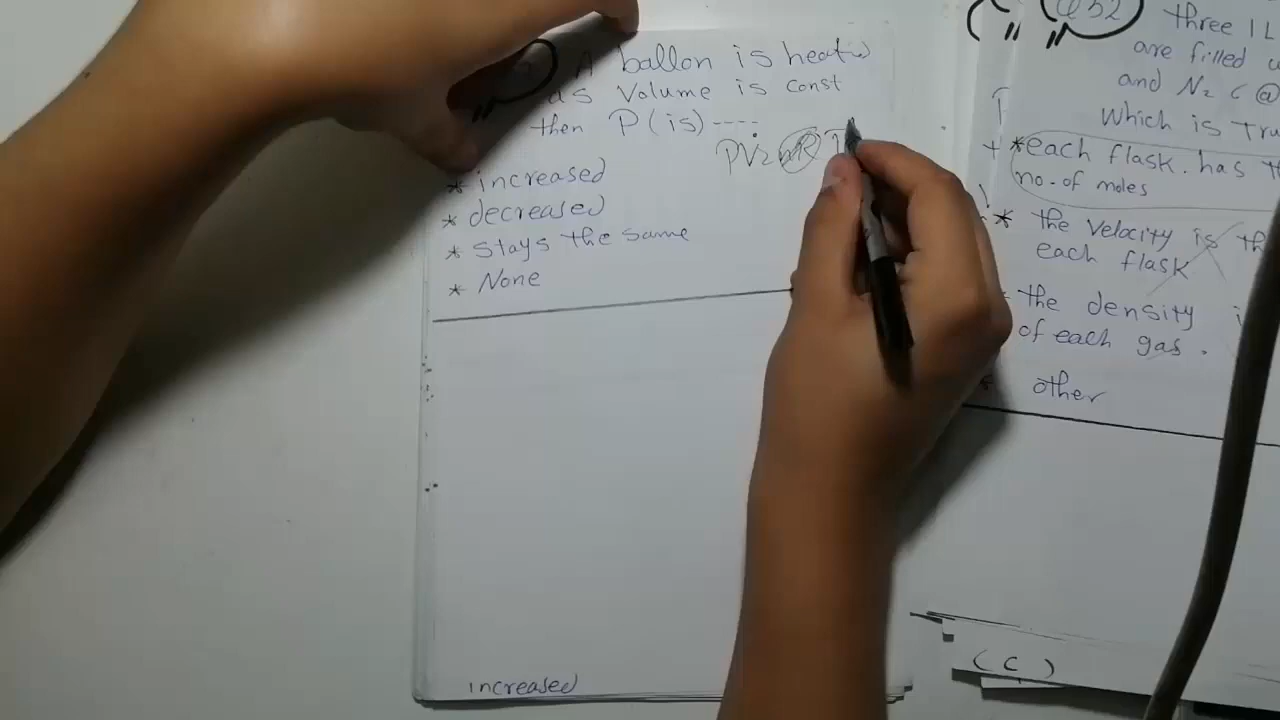 A ballon is heated
as Volume is const
then P(is)----
PV=nRT
* increased
* decreased
* stays the same
* None
increased
Q52
three 1L
are filled
and N2 (@
Which is
* each flask has
no. of moles
* the velocity is
each flask
the density
of each gas.
other
(C)